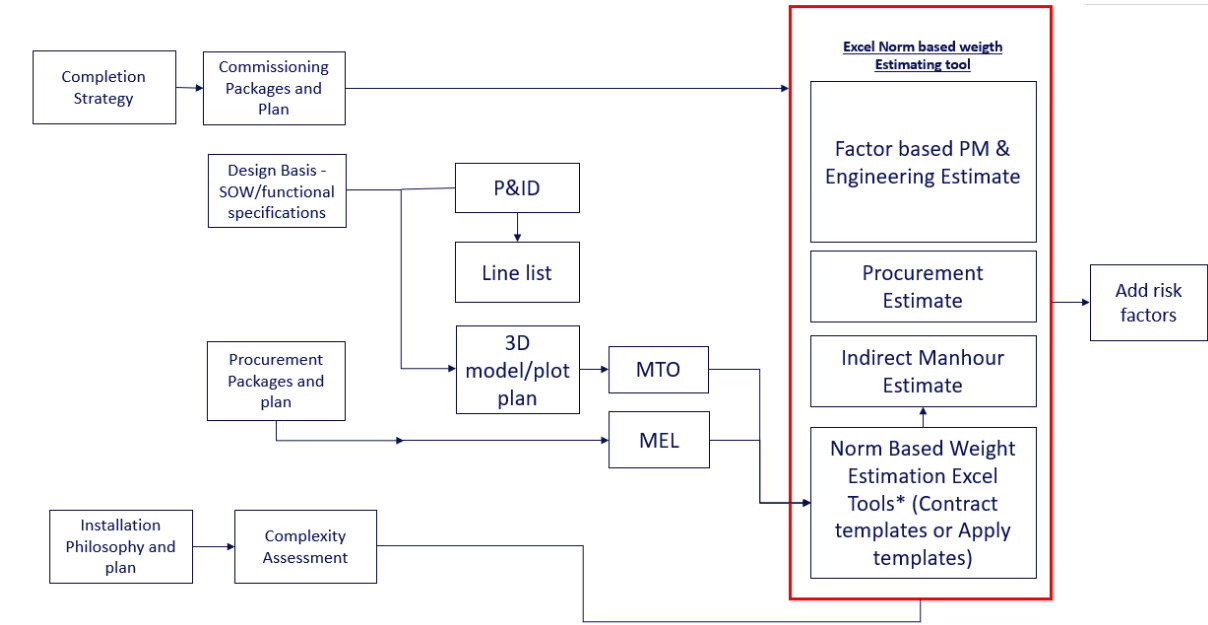 Excel Norm based weigth
Estimating tool
Completion
Strategy
Commissioning
Packages and
Plan
Factor based PM &
Engineering Estimate
Design Basis -
SOW/functional
specifications
P&ID
Line list
Procurement
Estimate
Add risk
factors
3D
model/plot
plan
MTO
Procurement
Packages and
plan
Indirect Manhour
Estimate
MEL
Norm Based Weight
Estimation Excel
Tools* (Contract
templates or Apply
templates)
Installation
Philosophy and
plan
Complexity
Assessment